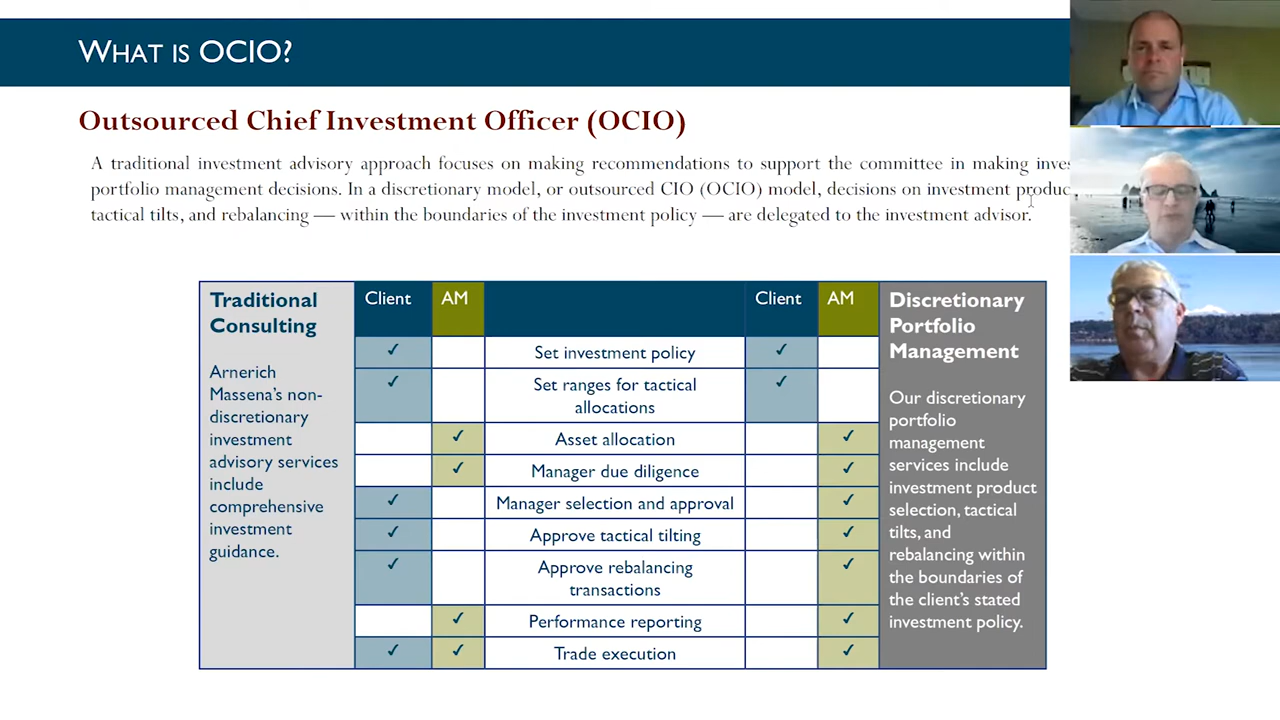 WHAT IS OCIO?
Outsourced Chief Investment Officer (OCIO)
A traditional investment advisory approach focuses on making recommendations to support the committee in making
portfolio management decisions. In a discretionary model, or outsourced CIO (OCIO) model, decisions on investment
tactical tilts, and rebalancing — within the boundaries of the investment policy — are delegated to the investment advisor.
Traditional
Consulting
Arnerich
Massena's non-
discretionary
investment
advisory services
include
comprehensive
investment
guidance.
Client AM Client AM
✓ Set investment policy ✓
✓ Set ranges for tactical
allocations ✓
✓ Asset allocation ✓
✓ Manager due diligence ✓
✓ Manager selection and approval ✓
✓ Approve tactical tilting ✓
✓ Approve rebalancing
transactions ✓
✓ Performance reporting ✓
✓ ✓ Trade execution ✓
Discretionary
Portfolio
Management
Our discretionary
portfolio
management
services include
investment product
selection, tactical
tilts, and
rebalancing within
the boundaries of
the client's stated
investment policy.